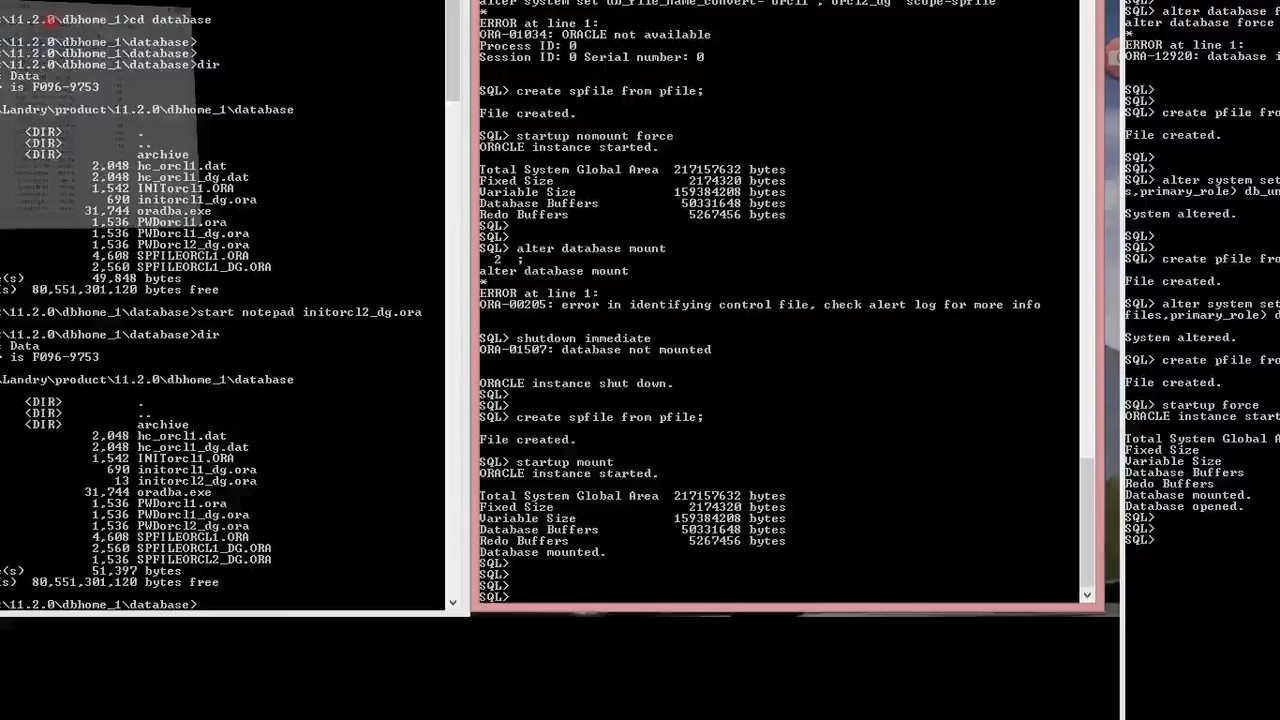 :\11.2.0\dbhome_1>cd database
:\11.2.0\dbhome_1\database>
:\11.2.0\dbhome_1\database>
:\11.2.0\dbhome_1\database>dir
: Data
is F096-9753
Landry\product\11.2.0\dbhome_1\database
<DIR> .
<DIR> ..
<DIR> archive
2,048 hc_orcl1.dat
2,048 hc_orcl1_dg.dat
1,542 INITorcl1.ORA
690 initorcl1_dg.ora
31,744 oradba.exe
1,536 PWDorcl1.ora
1,536 PWDorcl1_dg.ora
1,536 PWDorcl2_dg.ora
4,608 SPFILEORCL1.ORA
2,560 SPFILEORCL1_DG.ORA
e(s) 49,848 bytes
s) 80,551,301,120 bytes free
:\11.2.0\dbhome_1\database>start notepad initorcl2_dg.ora
:\11.2.0\dbhome_1\database>dir
: Data
is F096-9753
Landry\product\11.2.0\dbhome_1\database
<DIR> .
<DIR> ..
<DIR> archive
2,048 hc_orcl1.dat
2,048 hc_orcl1_dg.dat
1,542 INITorcl1.ORA
690 initorcl1_dg.ora
13 initorcl2_dg.ora
31,744 oradba.exe
1,536 PWDorcl1.ora
1,536 PWDorcl1_dg.ora
1,536 PWDorcl2_dg.ora
4,608 SPFILEORCL1.ORA
2,560 SPFILEORCL1_DG.ORA
1,536 SPFILEORCL2_DG.ORA
e(s) 51,397 bytes
s) 80,551,301,120 bytes free
:\11.2.0\dbhome_1\database>
*
ERROR at line 1:
ORA-01034: ORACLE not available
Process ID: 0
Session ID: 0 Serial number: 0
SQL> create spfile from pfile;
File created.
SQL> startup nomount force
ORACLE instance started.
Total System Global Area 217157632 bytes
Fixed Size 2174320 bytes
Variable Size 159384208 bytes
Database Buffers 50331648 bytes
Redo Buffers 5267456 bytes
SQL>
SQL>
SQL> alter database mount
2 ;
alter database mount
*
ERROR at line 1:
ORA-00205: error in identifying control file, check alert log for more info
SQL> shutdown immediate
ORA-01507: database not mounted
ORACLE instance shut down.
SQL>
SQL>
SQL> create spfile from pfile;
File created.
SQL> startup mount
ORACLE instance started.
Total System Global Area 217157632 bytes
Fixed Size 2174320 bytes
Variable Size 159384208 bytes
Database Buffers 50331648 bytes
Redo Buffers 5267456 bytes
Database mounted.
SQL>
SQL>
SQL>
SQL>
SQL> alter database f
alter database force
*
ERROR at line 1:
ORA-12920: database i
SQL>
SQL>
SQL> create pfile fro
File created.
SQL>
SQL>
SQL> alter system set
s,primary_role) db_un
System altered.
SQL>
SQL>
SQL> create pfile fro
File created.
SQL> alter system set
files,primary_role) d
System altered.
SQL> create pfile fro
File created.
SQL> startup force
ORACLE instance start
Total System Global A
Fixed Size
Variable Size
Database Buffers
Redo Buffers
Database mounted.
Database opened.
SQL>
SQL>
SQL>